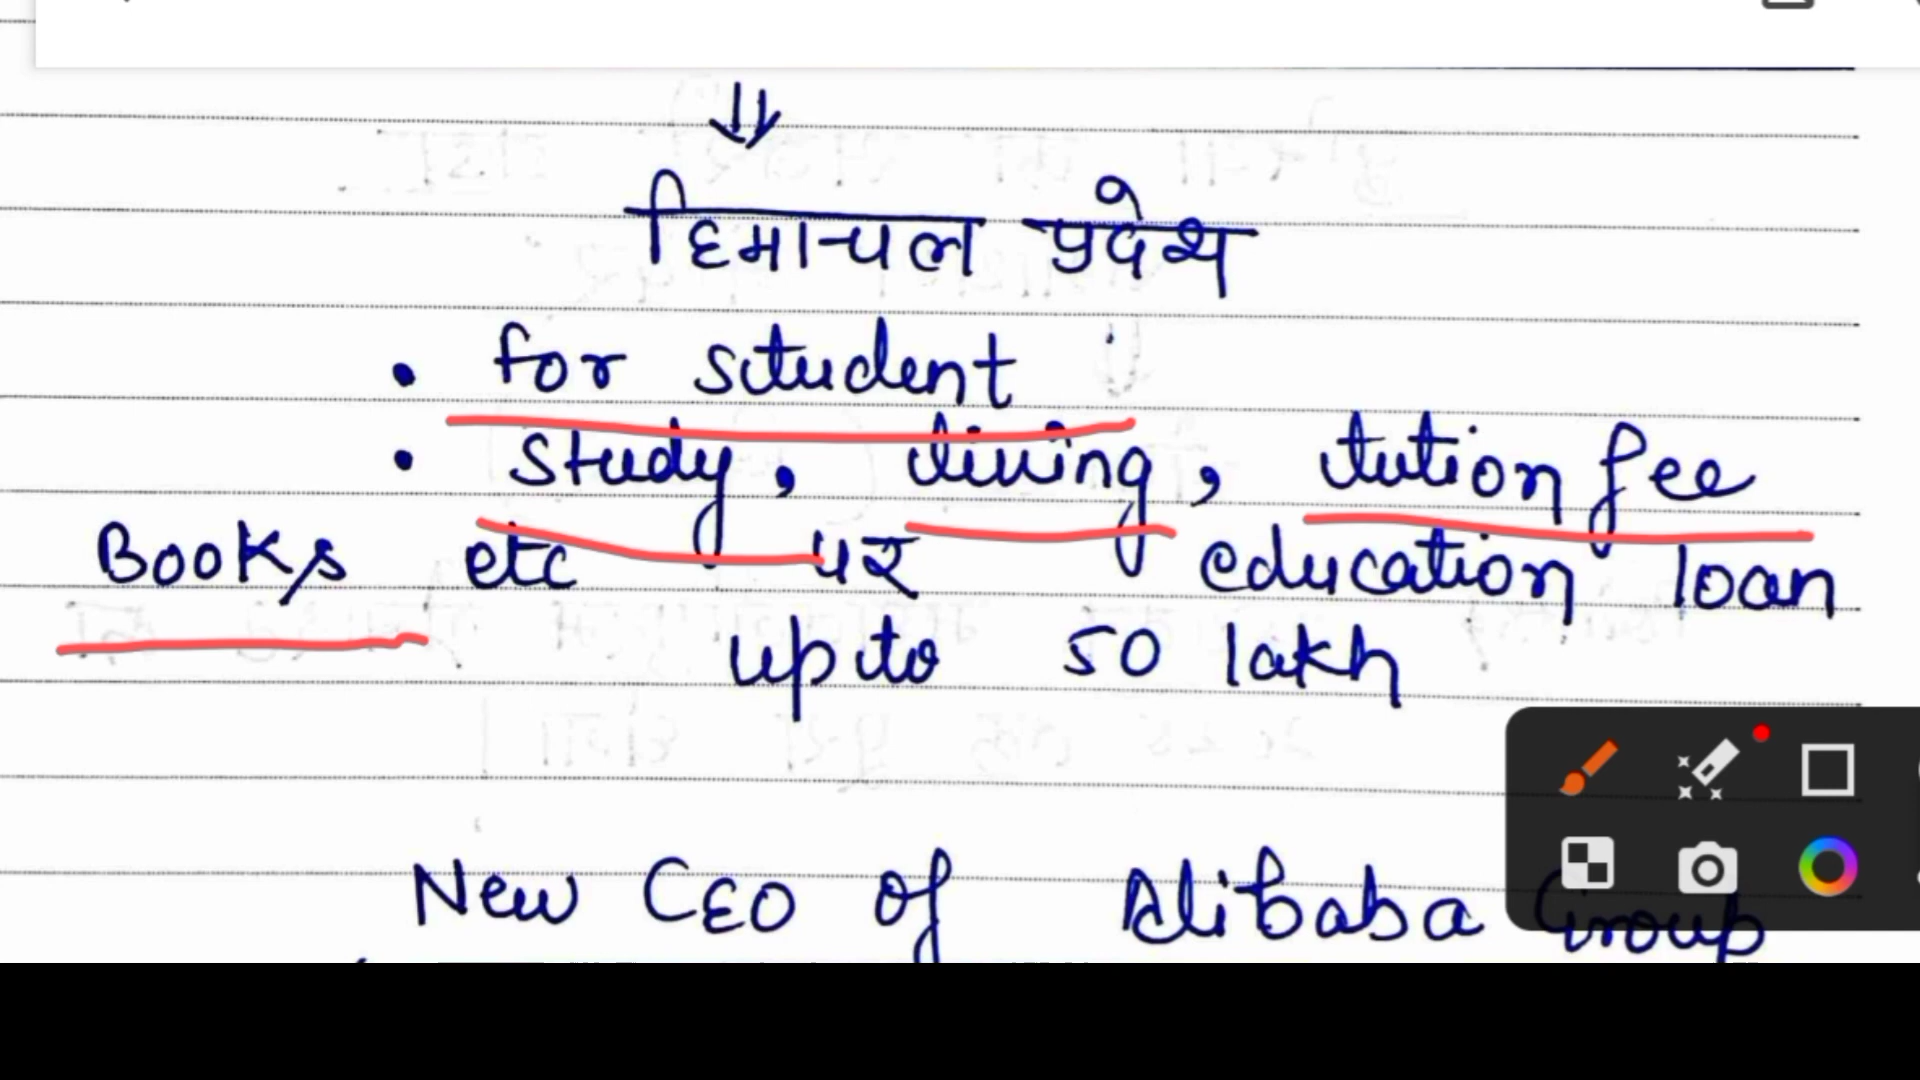 हिमाचल प्रदेश
• for student
• study, living, tution fee
Books etc पर education loan
upto 50 lakh
New CEO of Alibaba Group